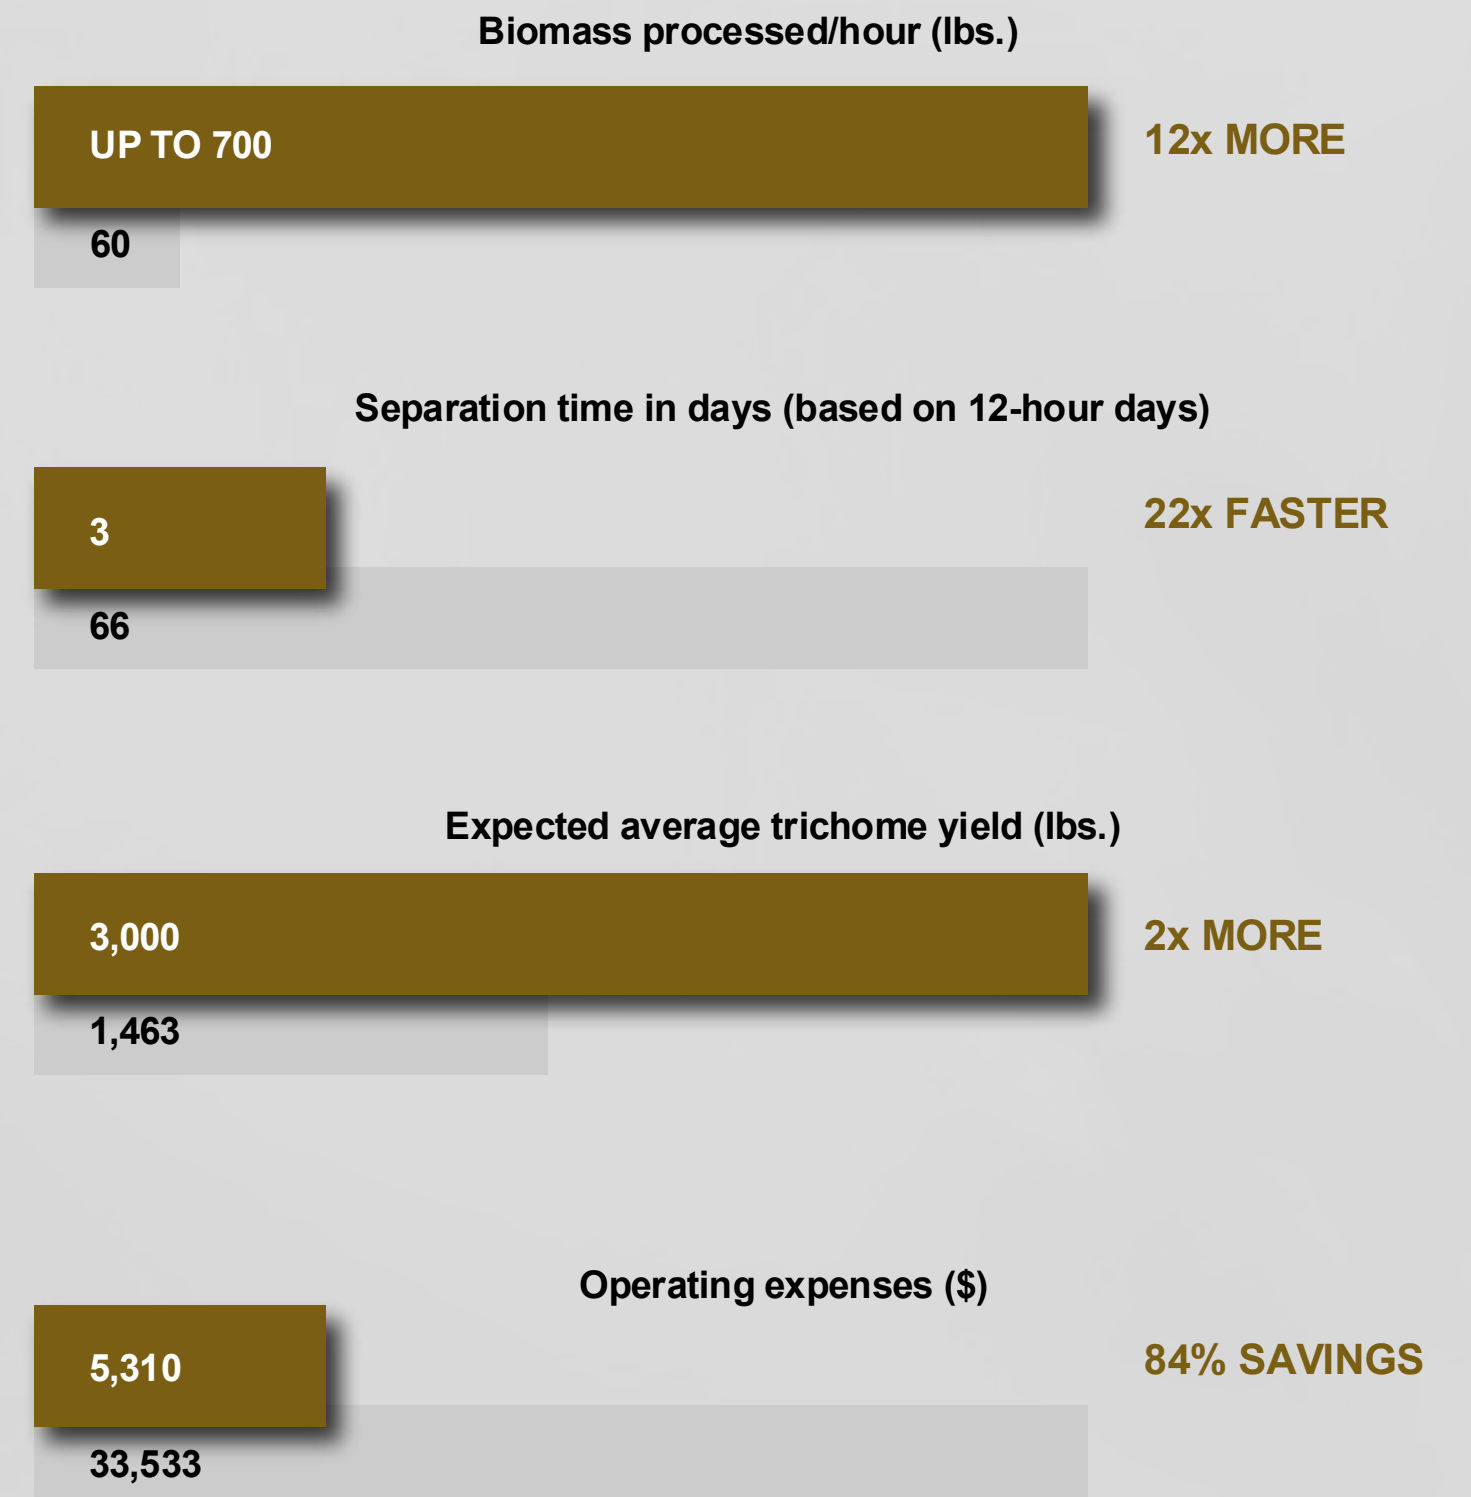 Biomass processed/hour (lbs.)
UP TO 700
12x MORE
60
Separation time in days (based on 12-hour days)
3
22x FASTER
66
Expected average trichome yield (lbs.)
3,000
2x MORE
1,463
Operating expenses ($)
5,310
84% SAVINGS
33,533